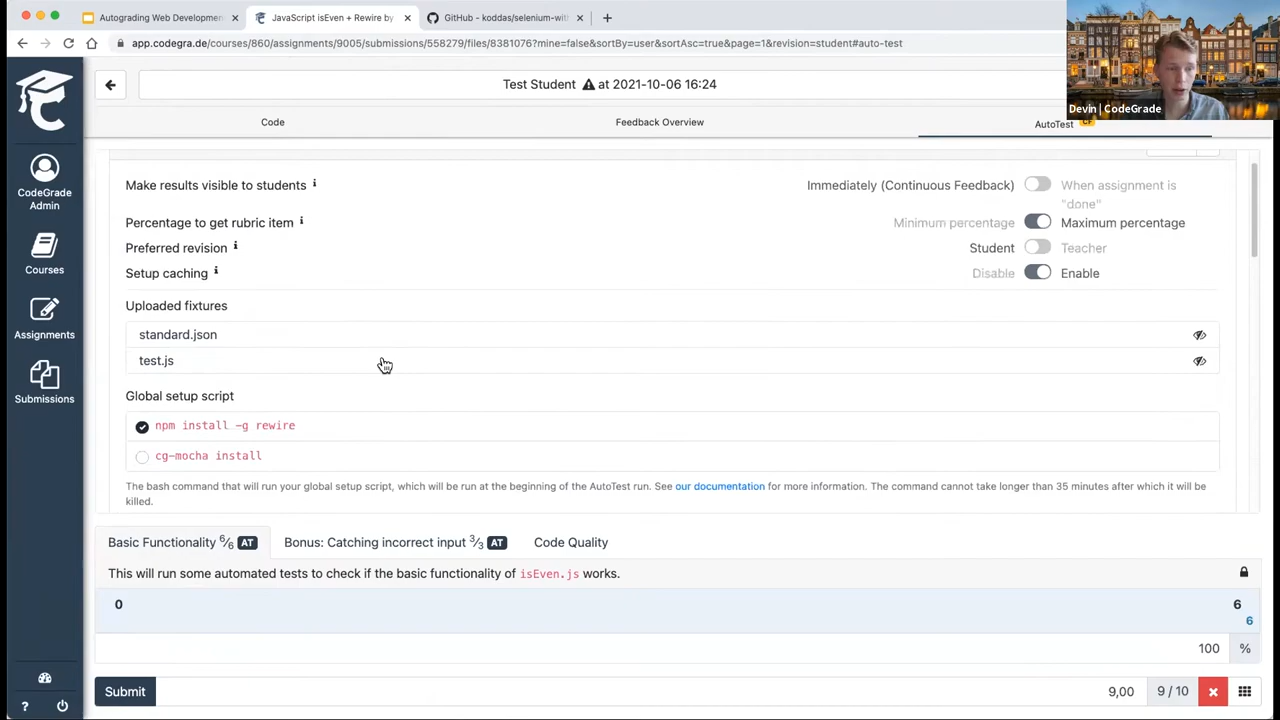 Autograding Web Developmen
JavaScript isEven + Rewire by
GitHub - koddas/selenium-with
app.codegra.de/courses/860/assignments/9005/submissions/558279/files/8381076?mine=false&sortBy=user&sortAsc=true&page=1&revision=student#auto-test
Devin | CodeGrade
Test Student at 2021-10-06 16:24
Code
Feedback Overview
AutoTest CF
CodeGrade
Admin
Courses
Assignments
Submissions
Make results visible to students
Immediately (Continuous Feedback)
When assignment is
"done"
Percentage to get rubric item
Minimum percentage
Maximum percentage
Preferred revision
Student
Teacher
Setup caching
Disable
Enable
Uploaded fixtures
standard.json
test.js
Global setup script
npm install -g rewire
cg-mocha install
The bash command that will run your global setup script, which will be run at the beginning of the AutoTest run. See our documentation for more information. The command cannot take longer than 35 minutes after which it will be
killed.
Basic Functionality 6/6 AT
Bonus: Catching incorrect input 3/3 AT
Code Quality
This will run some automated tests to check if the basic functionality of isEven.js works.
0
6
6
100 %
Submit
9,00
9 / 10
?